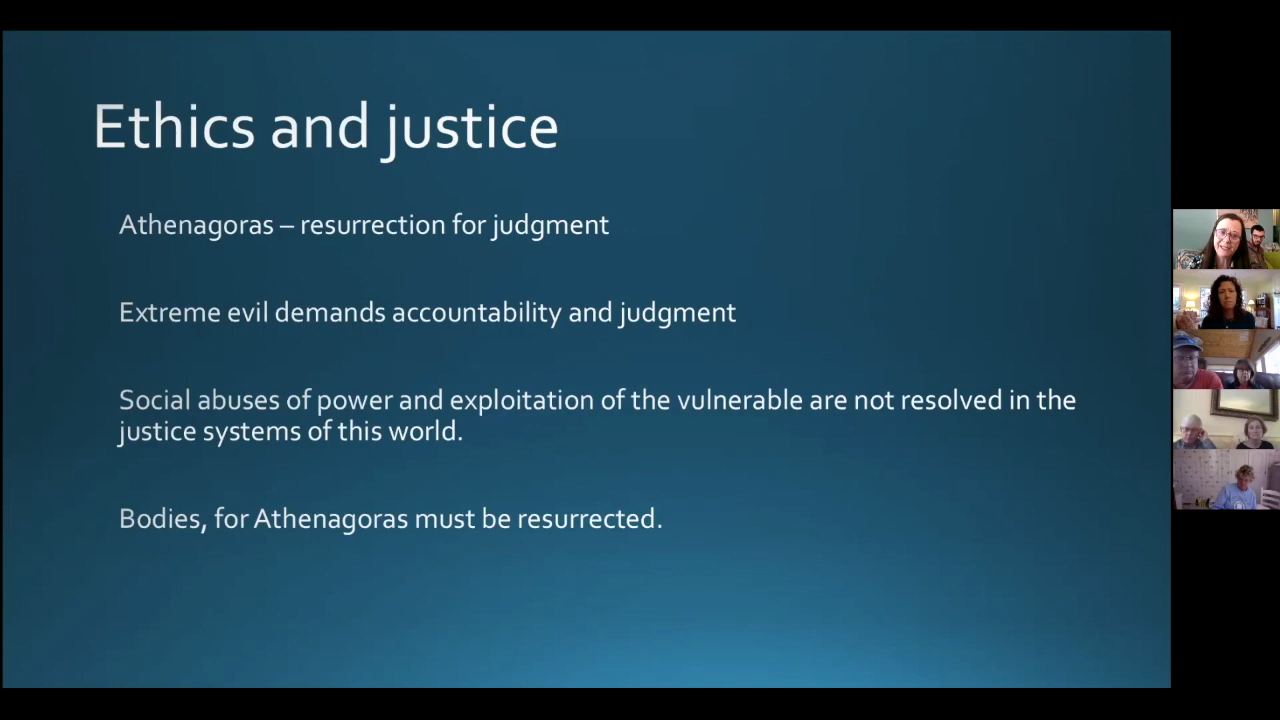 Ethics and justice
Athenagoras – resurrection for judgment
Extreme evil demands accountability and judgment
Social abuses of power and exploitation of the vulnerable are not resolved in the
justice systems of this world.
Bodies, for Athenagoras must be resurrected.